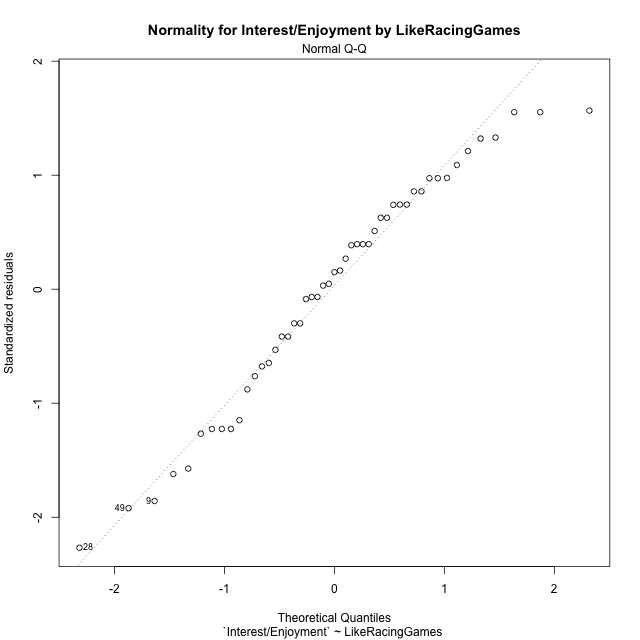 Normality for Interest/Enjoyment by LikeRacingGames
Normal Q-Q
2
1
0
-1
-2
Standardized residuals
49
9
28
-2 -1 0 1 2
Theoretical Quantiles
`Interest/Enjoyment` ~ LikeRacingGames